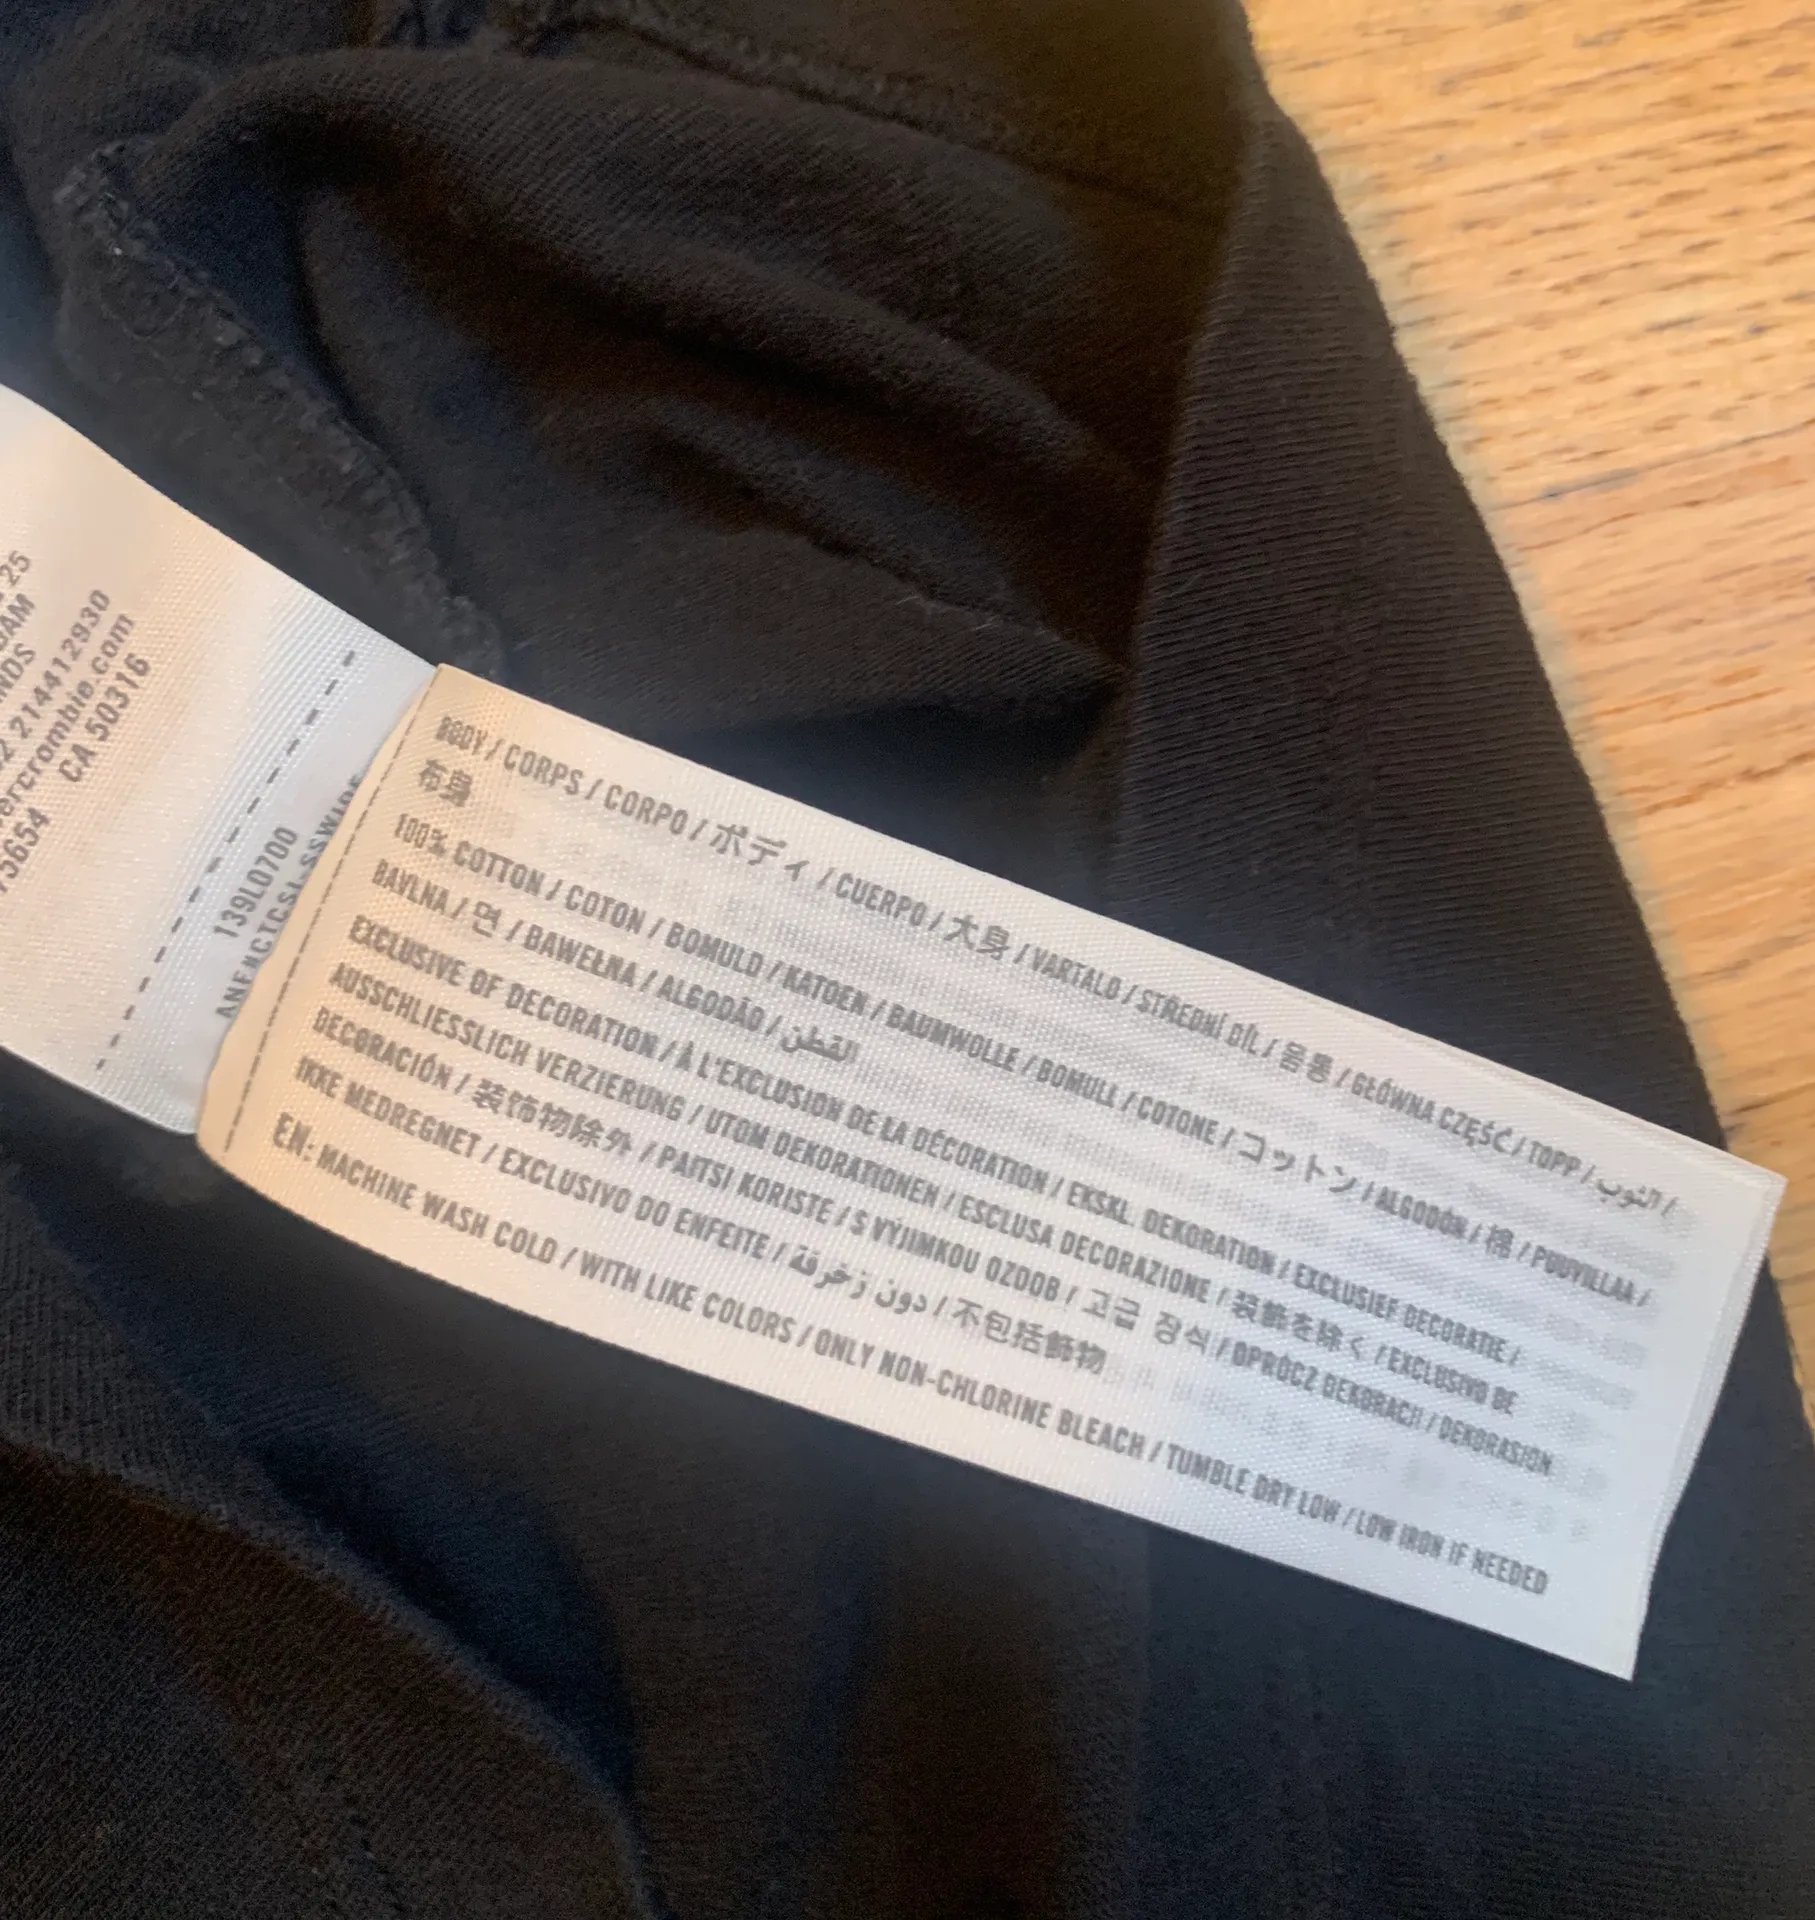 25
DAM
NDS
2 21441 2930
ercrombie.com
75654 CA 50316
139L0700
BODY / CORPS / CORPO / ボディ / CUERPO / 大身 / VARTALO / STŘEDNÍ DÍL / 몸통 / GŁÓWNA CZĘŚĆ / TOPP / الثوب /
布身
100% COTTON / COTON / BOMULD / KATOEN / BAUMWOLLE / BOMULL / COTONE / コットン / ALGODÓN / 棉 / PUUVILLAA /
BAVLNA / 면 / BAWEŁNA / ALGODÃO / القطن
EXCLUSIVE OF DECORATION / À L'EXCLUSION DE LA DÉCORATION / EKSKL. DEKORATION / EXCLUSIEF DECORATIE /
AUSSCHLIESSLICH VERZIERUNG / UTOM DEKORATIONEN / ESCLUSA DECORAZIONE / 装飾を除く / EXCLUSIVO DE
DECORACIÓN / 装饰物除外 / PAITSI KORISTE / S VÝJIMKOU OZDOB / 고급 장식 / OPRÓCZ DEKORACJI / DEKORASJON
IKKE MEDREGNET / EXCLUSIVO DO ENFEITE / دون زخرفة / 不包括飾物
EN: MACHINE WASH COLD / WITH LIKE COLORS / ONLY NON-CHLORINE BLEACH / TUMBLE DRY LOW / LOW IRON IF NEEDED